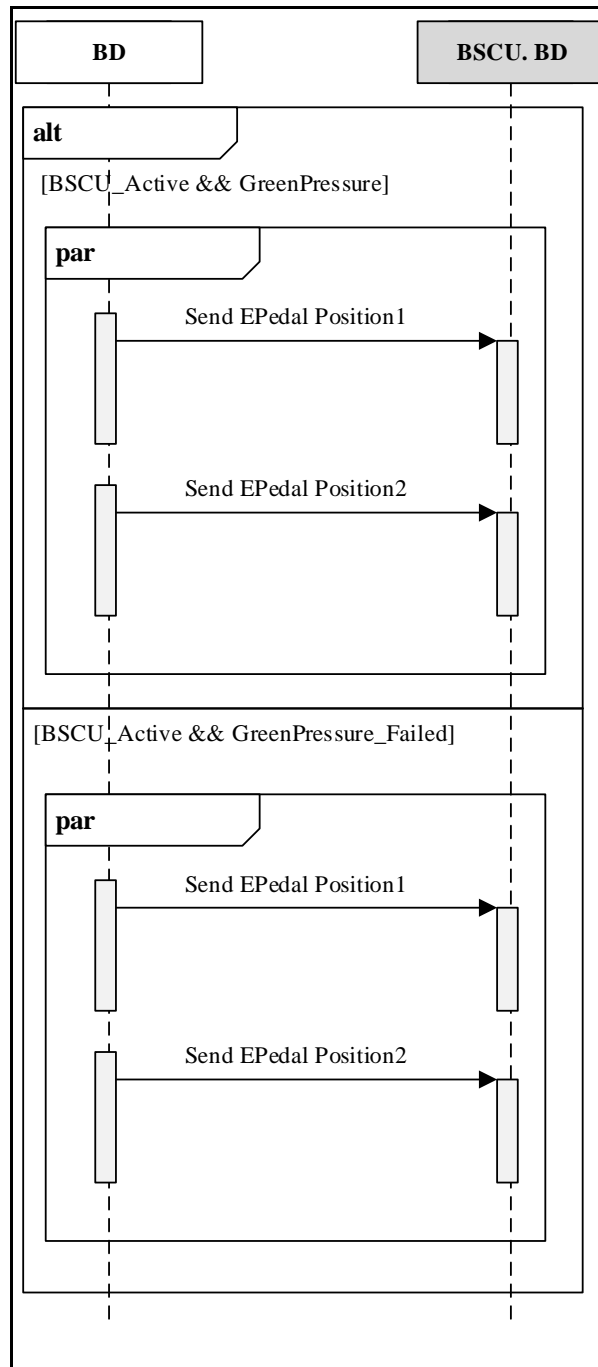 BD
BSCU. BD
alt
[BSCU_Active && GreenPressure]
par
Send EPedal Position1
Send EPedal Position2
[BSCU_Active && GreenPressure_Failed]
par
Send EPedal Position1
Send EPedal Position2